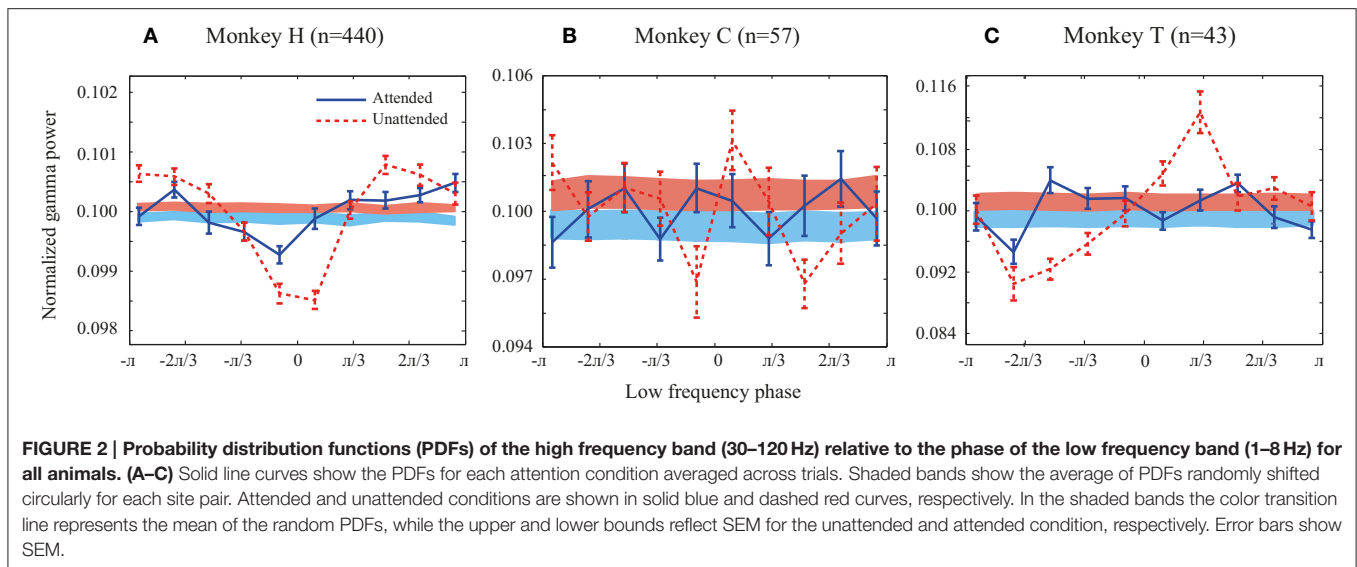 A Monkey H (n=440)
B Monkey C (n=57)
C Monkey T (n=43)
Normalized gamma power
0.102
0.101
0.100
0.099
0.098
Attended
Unattended
-π -2π/3 -π/3 0 π/3 2π/3 π
0.106
0.103
0.100
0.097
0.094
-π -2π/3 -π/3 0 π/3 2π/3 π
0.116
0.108
0.100
0.092
0.084
-π -2π/3 -π/3 0 π/3 2π/3 π
Low frequency phase
FIGURE 2 | Probability distribution functions (PDFs) of the high frequency band (30–120 Hz) relative to the phase of the low frequency band (1–8 Hz) for
all animals. (A–C) Solid line curves show the PDFs for each attention condition averaged across trials. Shaded bands show the average of PDFs randomly shifted
circularly for each site pair. Attended and unattended conditions are shown in solid blue and dashed red curves, respectively. In the shaded bands the color transition
line represents the mean of the random PDFs, while the upper and lower bounds reflect SEM for the unattended and attended condition, respectively. Error bars show
SEM.